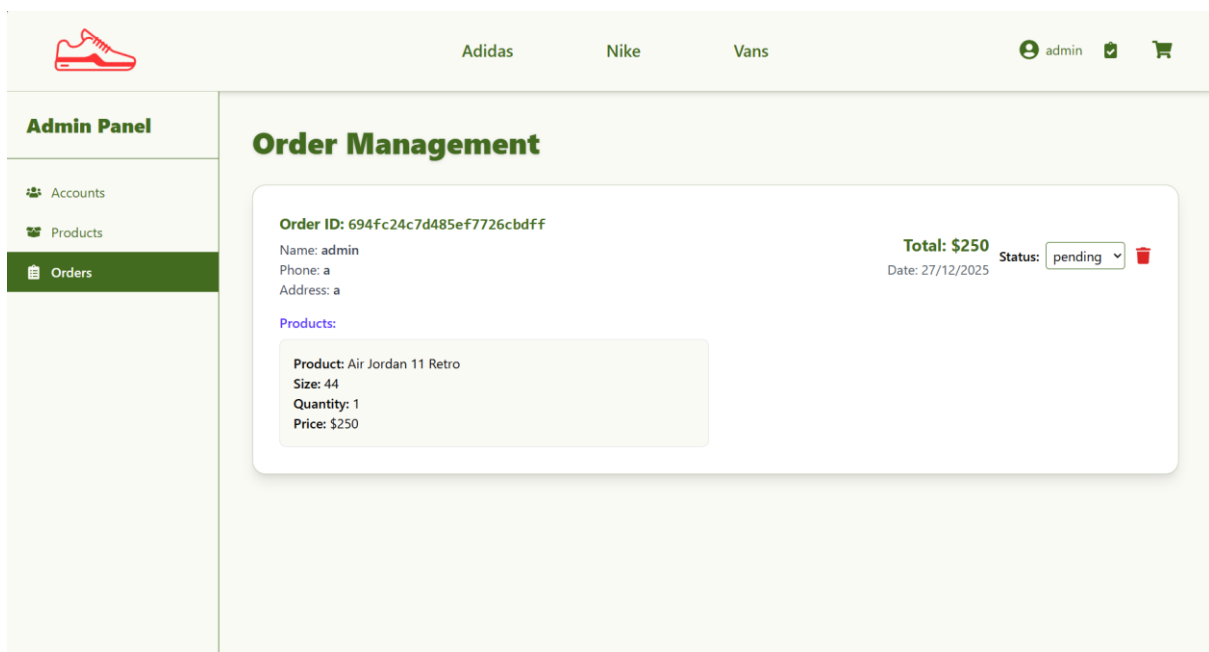 Adidas Nike Vans admin
Admin Panel
Accounts
Products
Orders
Order Management
Order ID: 694fc24c7d485ef7726cbdff
Name: admin
Phone: a
Address: a
Total: $250
Date: 27/12/2025
Status: pending
Products:
Product: Air Jordan 11 Retro
Size: 44
Quantity: 1
Price: $250